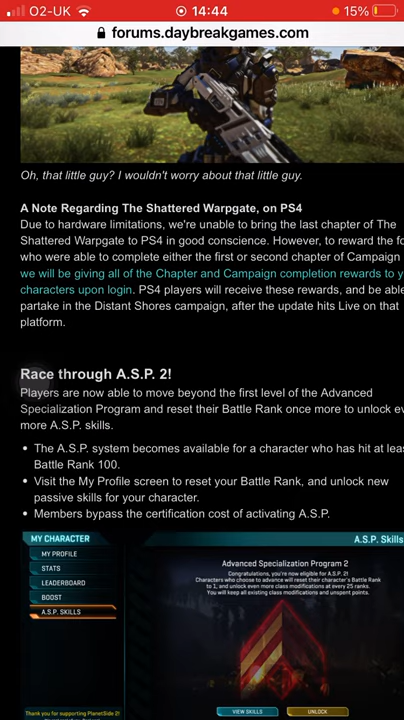 O2-UK 14:44 15%
forums.daybreakgames.com
Oh, that little guy? I wouldn't worry about that little guy.
A Note Regarding The Shattered Warpgate, on PS4
Due to hardware limitations, we're unable to bring the last chapter of The
Shattered Warpgate to PS4 in good conscience. However, to reward the fo
who were able to complete either the first or second chapter of Campaign
we will be giving all of the Chapter and Campaign completion rewards to y
characters upon login. PS4 players will receive these rewards, and be able
partake in the Distant Shores campaign, after the update hits Live on that
platform.
Race through A.S.P. 2!
Players are now able to move beyond the first level of the Advanced
Specialization Program and reset their Battle Rank once more to unlock ev
more A.S.P. skills.
• The A.S.P. system becomes available for a character who has hit at leas
Battle Rank 100.
• Visit the My Profile screen to reset your Battle Rank, and unlock new
passive skills for your character.
• Members bypass the certification cost of activating A.S.P.
MY CHARACTER
A.S.P. Skills
MY PROFILE
STATS
LEADERBOARD
BOOST
A.S.P. SKILLS
Advanced Specialization Program 2
Congratulations, you're now eligible for A.S.P. 2!
Characters who choose to advance will reset their character's Battle Rank
to 1, and unlock even more class modifications at every 25 ranks.
You will keep all existing class modifications and unspent points.
VIEW SKILLS
UNLOCK
Thank you for supporting PlanetSide 2!